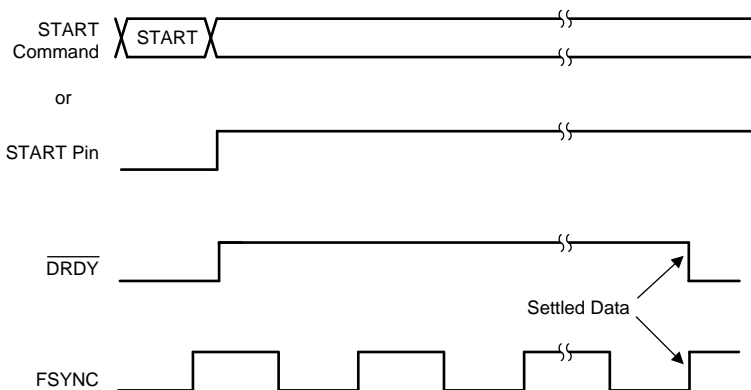 START
Command
START
or
START Pin
DRDY
Settled Data
FSYNC